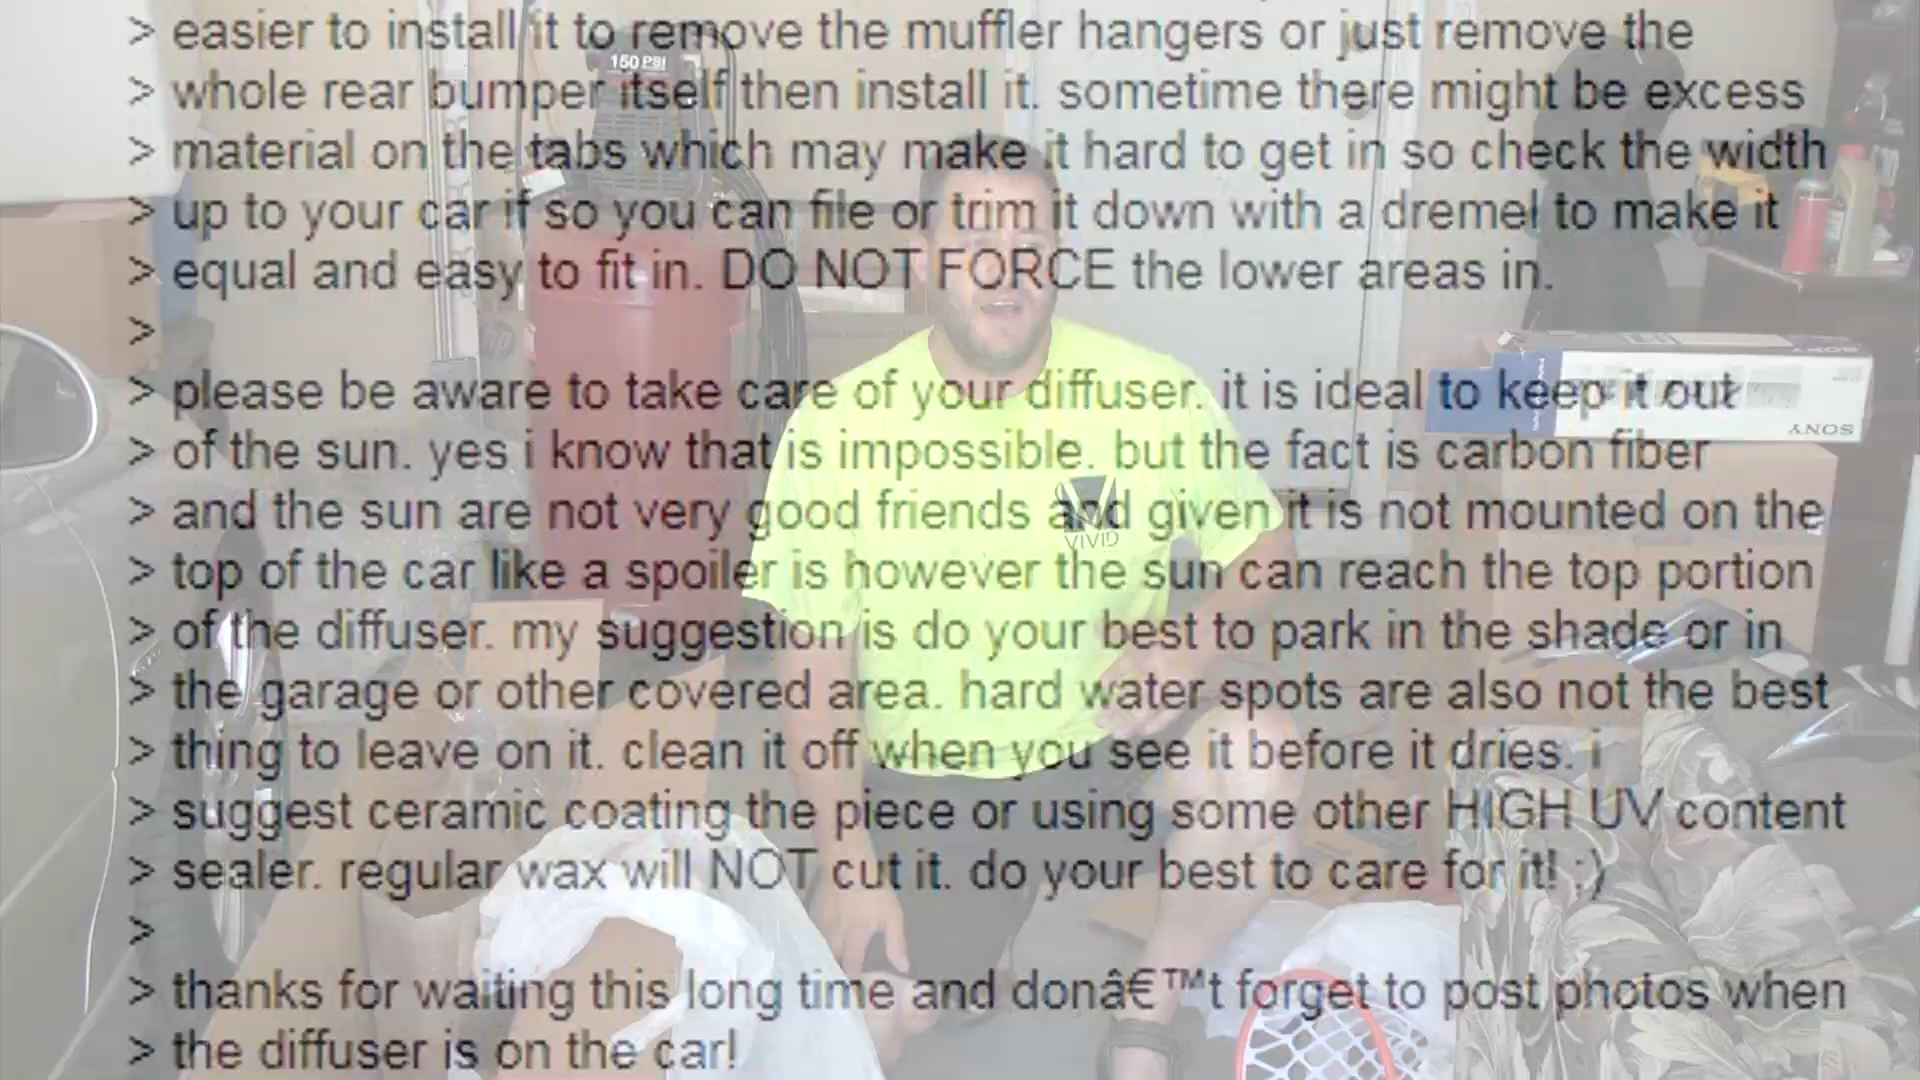 > easier to install it to remove the muffler hangers or just remove the
> whole rear bumper itself then install it. sometime there might be excess
> material on the tabs which may make it hard to get in so check the width
> up to your car if so you can file or trim it down with a dremel to make it
> equal and easy to fit in. DO NOT FORCE the lower areas in.
>
> please be aware to take care of your diffuser. it is ideal to keep it out
> of the sun. yes i know that is impossible. but the fact is carbon fiber
> and the sun are not very good friends and given it is not mounted on the
> top of the car like a spoiler is however the sun can reach the top portion
> of the diffuser. my suggestion is do your best to park in the shade or in
> the garage or other covered area. hard water spots are also not the best
> thing to leave on it. clean it off when you see it before it dries. i
> suggest ceramic coating the piece or using some other HIGH UV content
> sealer. regular wax will NOT cut it. do your best to care for it! :)
>
> thanks for waiting this long time and donâ€™t forget to post photos when
> the diffuser is on the car!
150 PSI
hp
SONY
SONY
VIVID